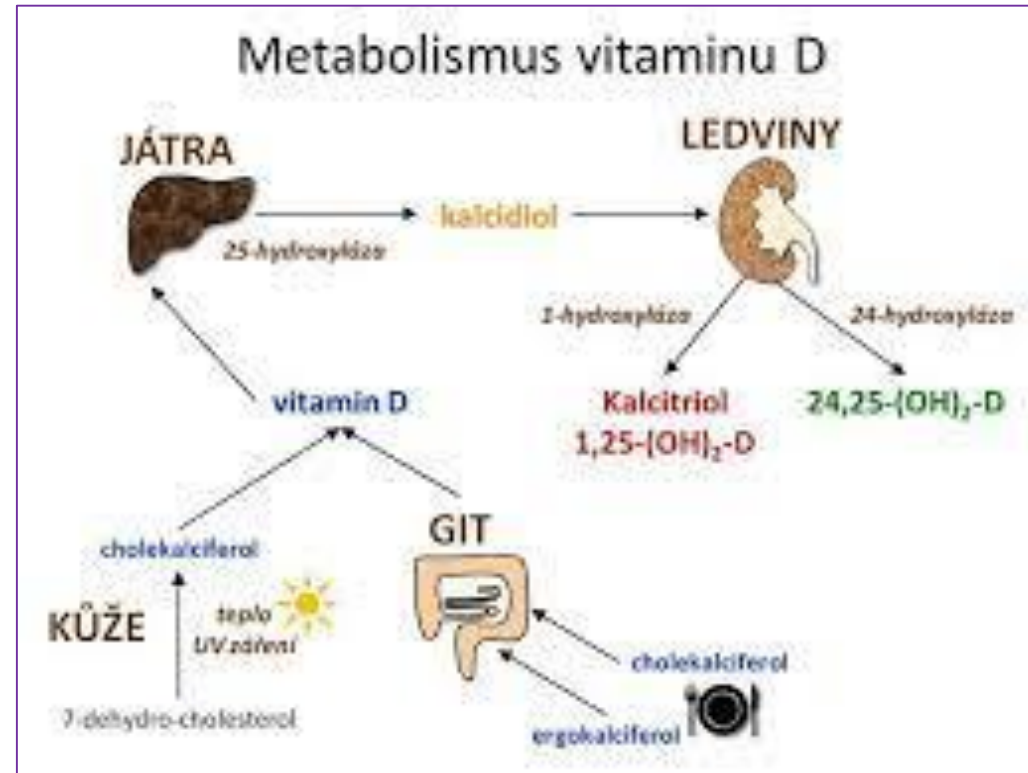 Metabolismus vitaminu D
JÁTRA
LEDVINY
kalcidiol
25-hydroxyláza
1-hydroxyláza
24-hydroxyláza
vitamin D
Kalcitriol
1,25-(OH)₂-D
24,25-(OH)₂-D
GIT
cholekalciferol
KŮŽE
teplo
UV záření
cholekalciferol
7-dehydro-cholesterol
ergokalciferol